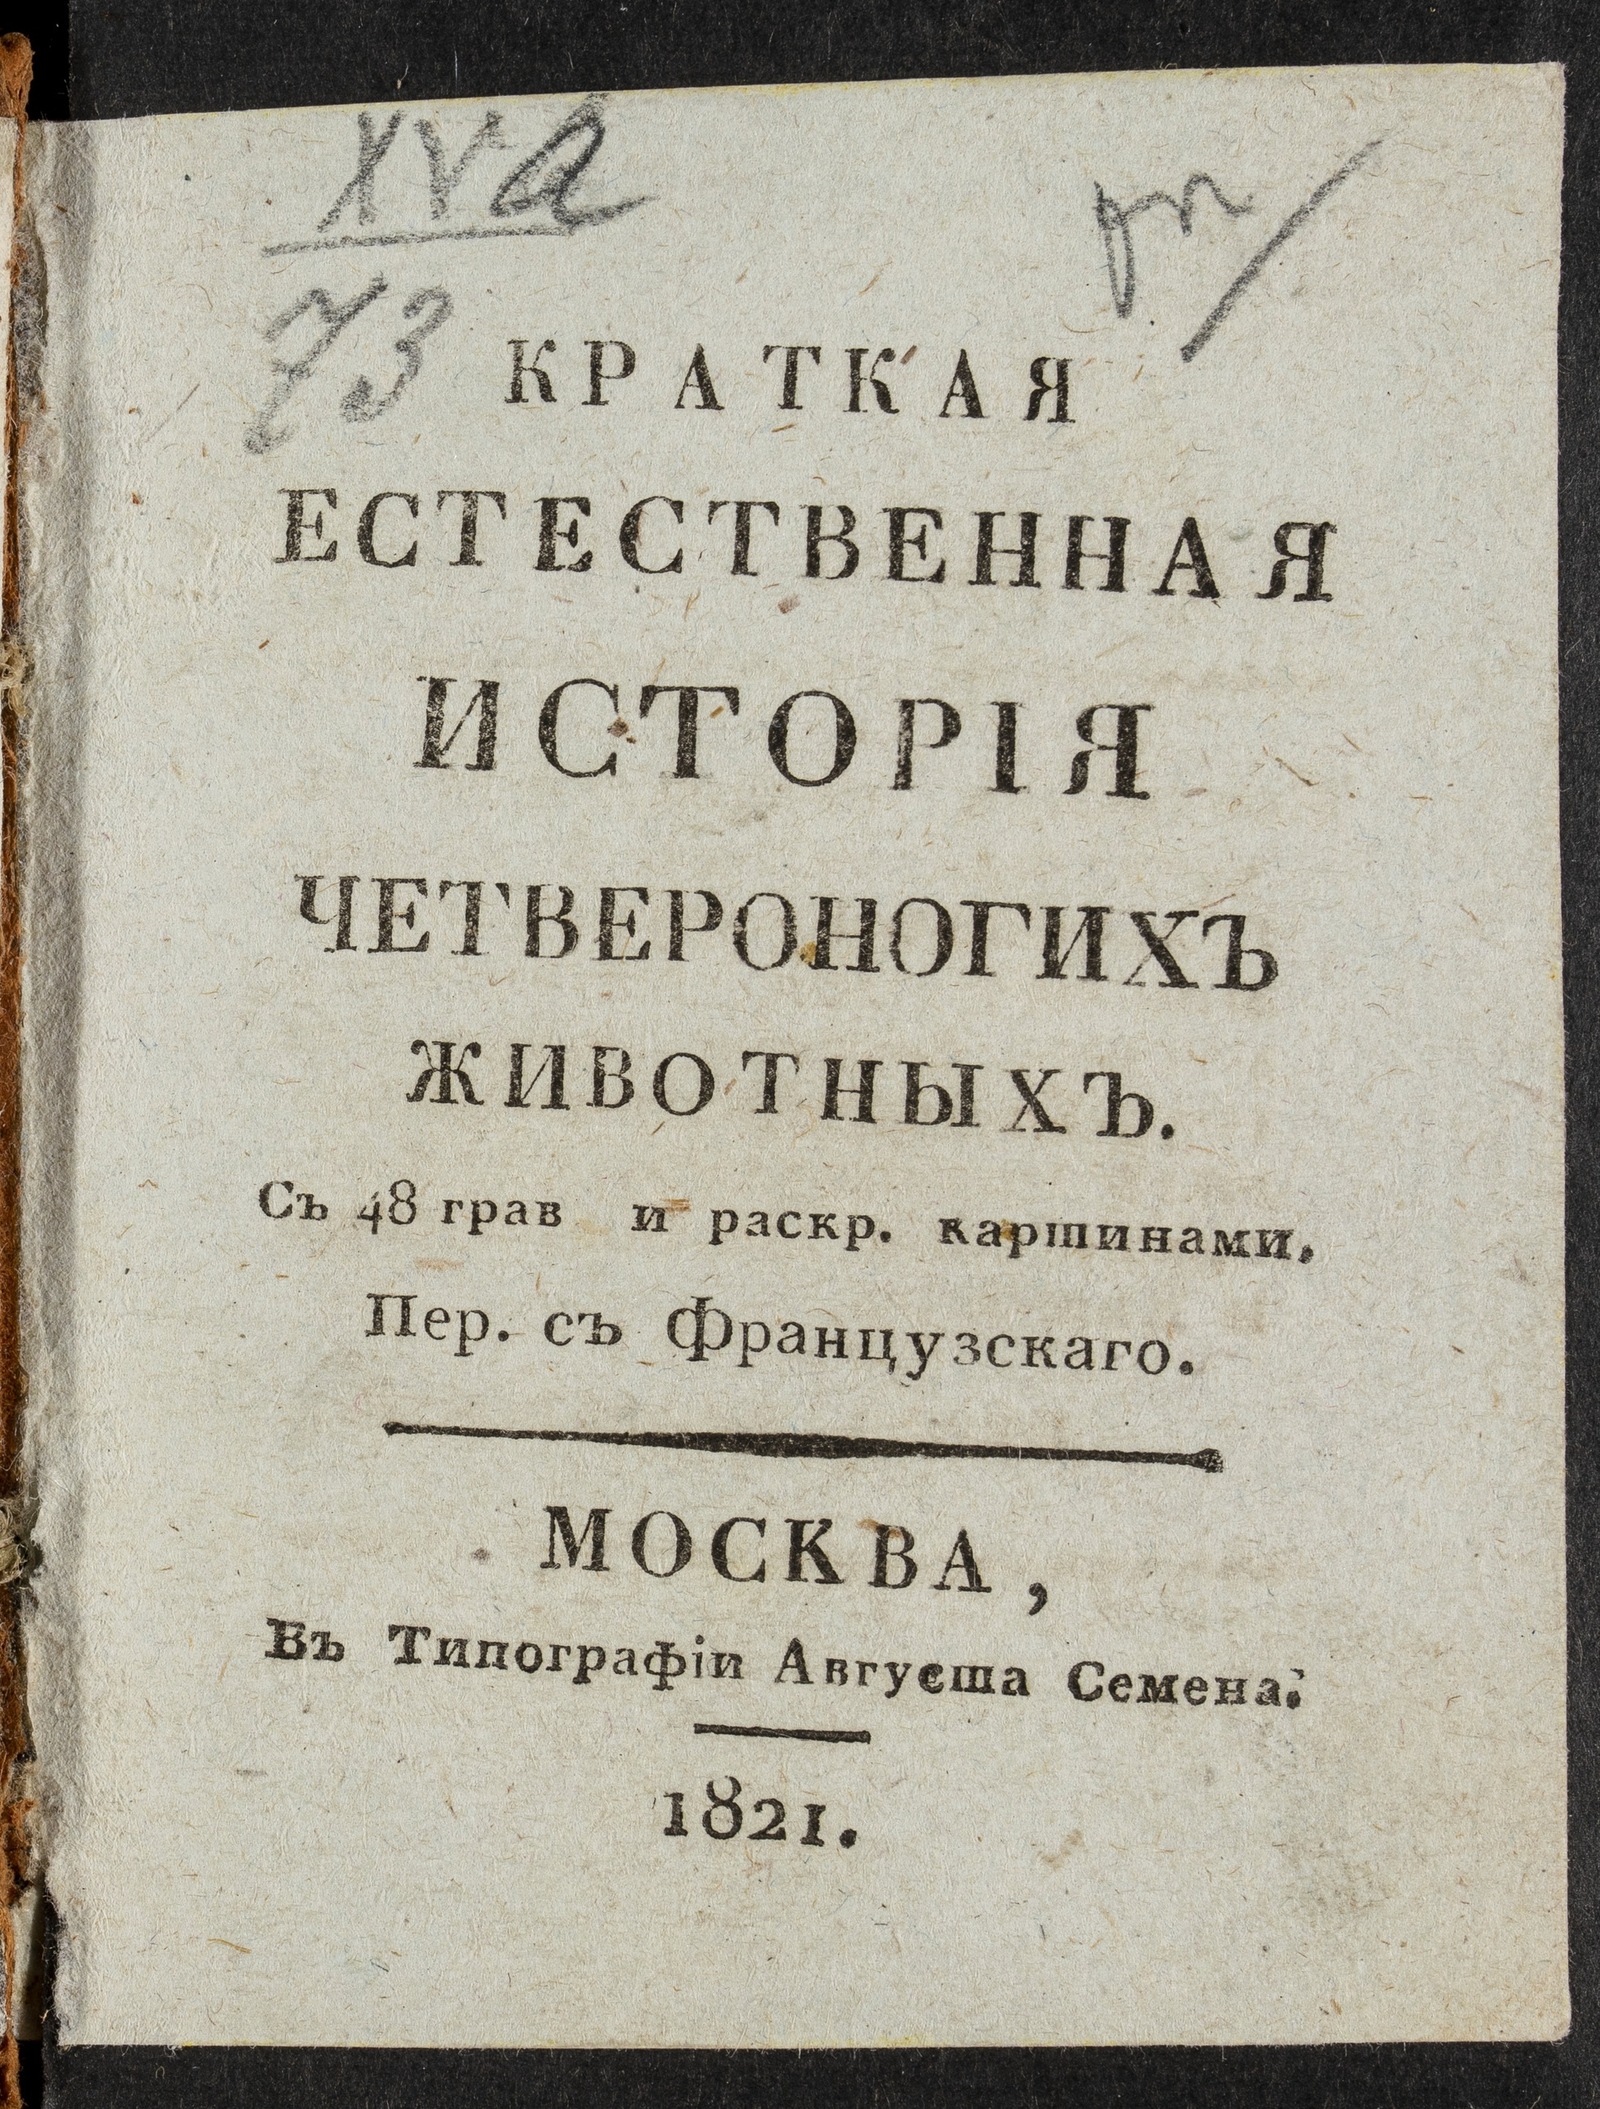 XVa
73
КРАТКАЯ
ЕСТЕСТВЕННАЯ
ИСТОРІЯ
ЧЕТВЕРОНОГИХЪ
ЖИВОТНЫХЪ.
Съ 48 грав и раскр. картинами.
Пер. съ Французскаго.
МОСКВА,
Въ Типографіи Августа Семена.
1821.